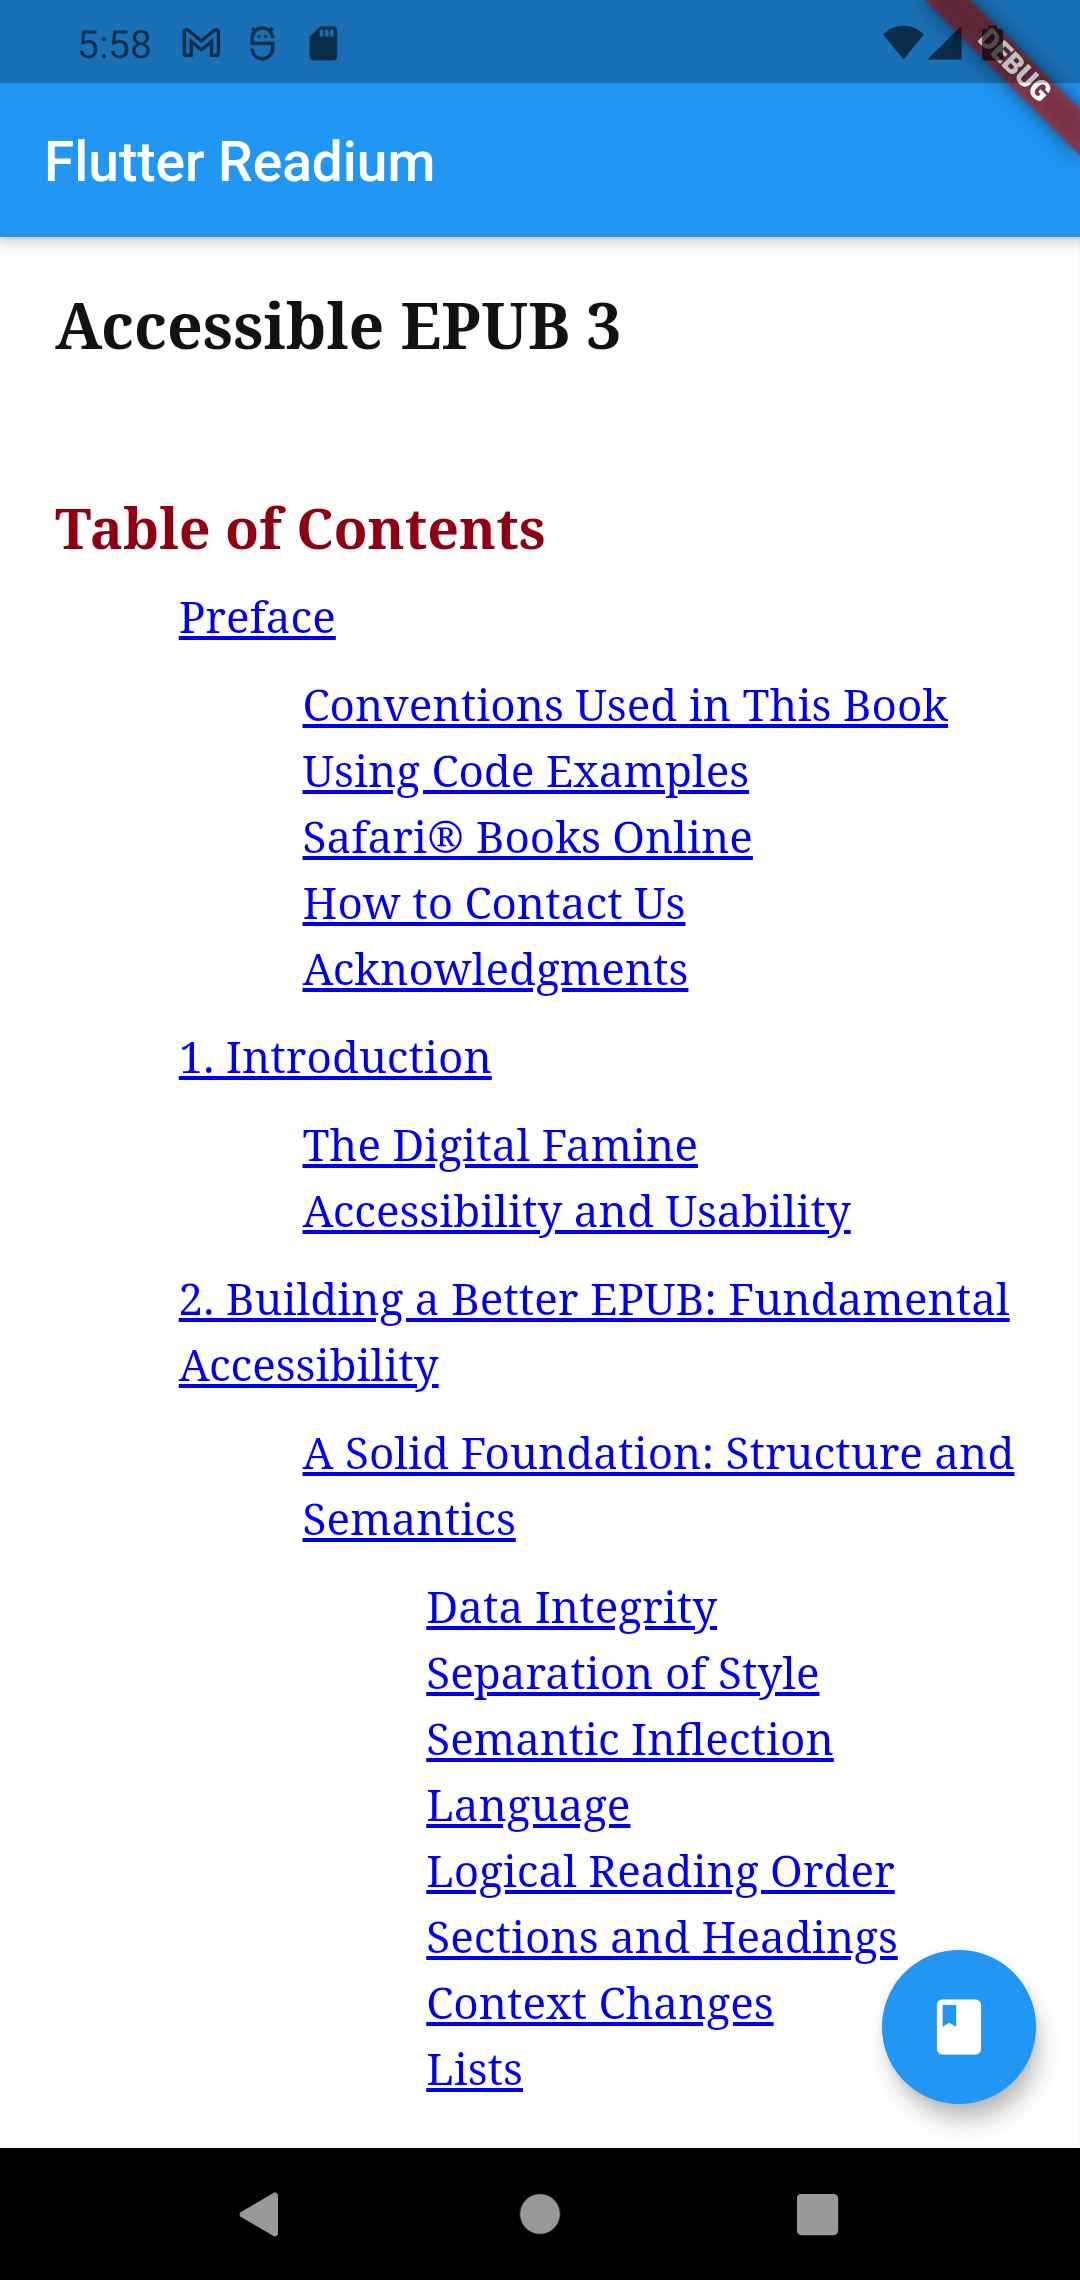 5:58
DEBUG
Flutter Readium
Accessible EPUB 3
Table of Contents
Preface
Conventions Used in This Book
Using Code Examples
Safari® Books Online
How to Contact Us
Acknowledgments
1. Introduction
The Digital Famine
Accessibility and Usability
2. Building a Better EPUB: Fundamental
Accessibility
A Solid Foundation: Structure and
Semantics
Data Integrity
Separation of Style
Semantic Inflection
Language
Logical Reading Order
Sections and Headings
Context Changes
Lists